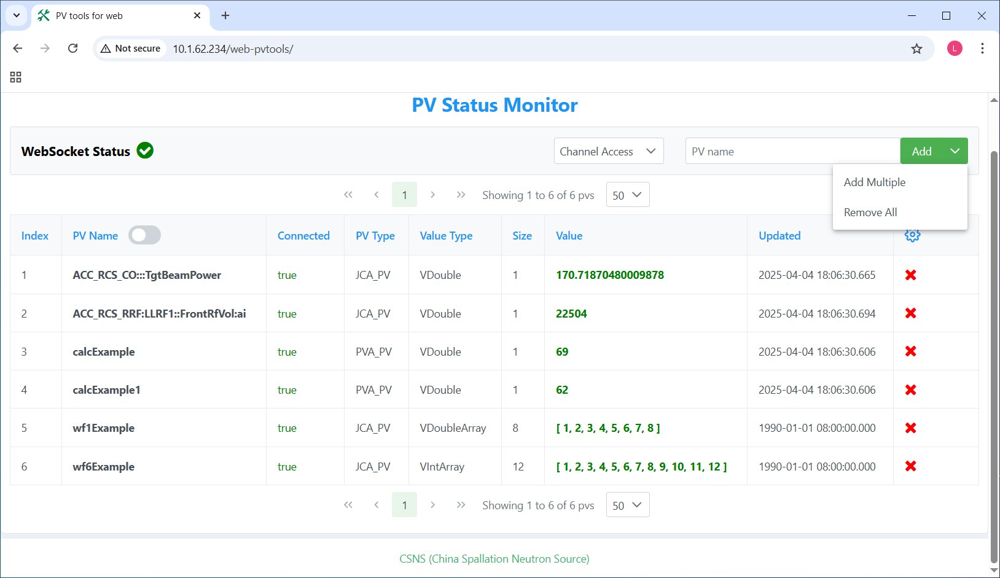 PV tools for web
Not secure 10.1.62.234/web-pvtools/ L
PV Status Monitor
WebSocket Status Channel Access PV name Add
Add Multiple
Remove All
1 Showing 1 to 6 of 6 pvs 50
Index PV Name Connected PV Type Value Type Size Value Updated
1 ACC_RCS_CO:::TgtBeamPower true JCA_PV VDouble 1 170.71870480009878 2025-04-04 18:06:30.665
2 ACC_RCS_RRF:LLRF1::FrontRfVol:ai true JCA_PV VDouble 1 22504 2025-04-04 18:06:30.694
3 calcExample true PVA_PV VDouble 1 69 2025-04-04 18:06:30.606
4 calcExample1 true PVA_PV VDouble 1 62 2025-04-04 18:06:30.606
5 wf1Example true JCA_PV VDoubleArray 8 [ 1, 2, 3, 4, 5, 6, 7, 8 ] 1990-01-01 08:00:00.000
6 wf6Example true JCA_PV VIntArray 12 [ 1, 2, 3, 4, 5, 6, 7, 8, 9, 10, 11, 12 ] 1990-01-01 08:00:00.000
1 Showing 1 to 6 of 6 pvs 50
CSNS (China Spallation Neutron Source)